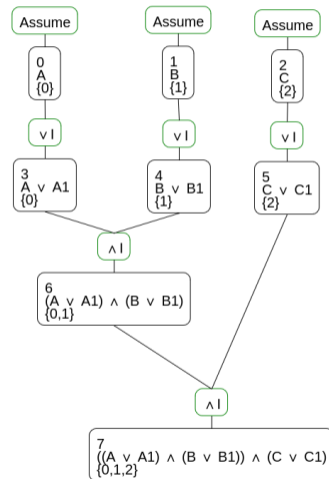 Assume
Assume
Assume
0
A
{0}
1
B
{1}
2
C
{2}
∨ I
∨ I
∨ I
3
A ∨ A1
{0}
4
B ∨ B1
{1}
5
C ∨ C1
{2}
∧ I
6
(A ∨ A1) ∧ (B ∨ B1)
{0,1}
∧ I
7
((A ∨ A1) ∧ (B ∨ B1)) ∧ (C ∨ C1)
{0,1,2}